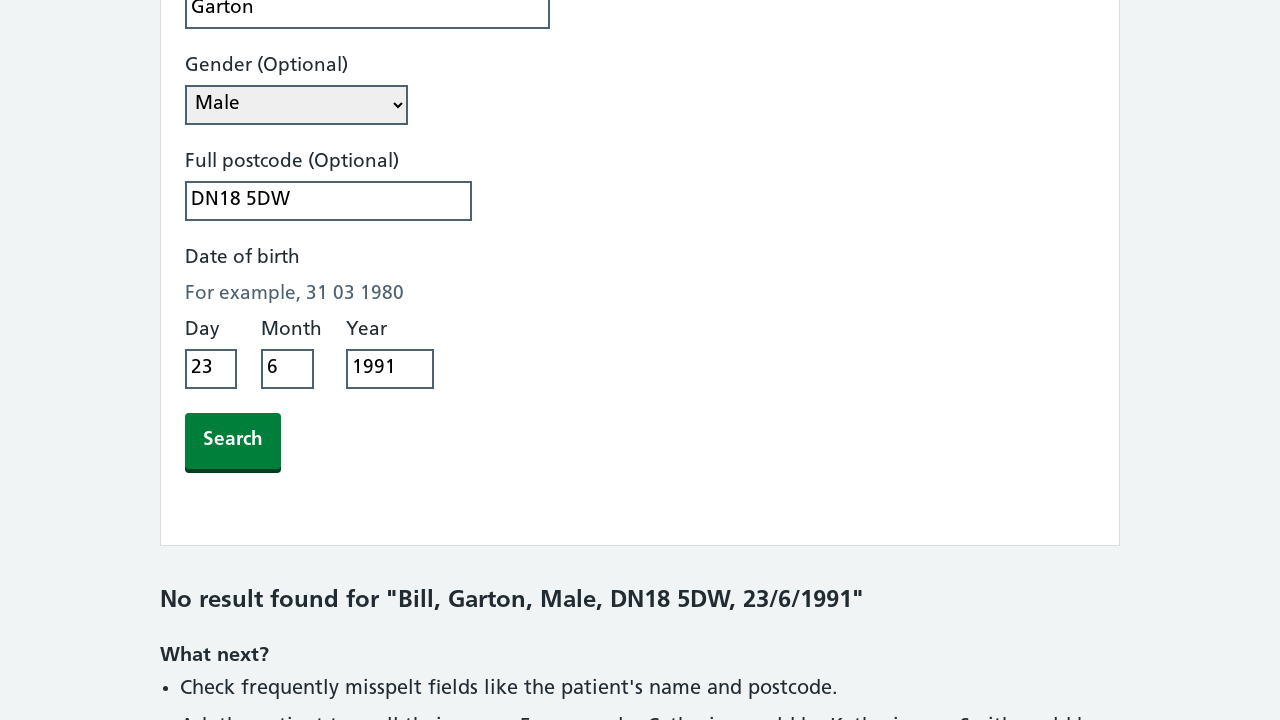 Garton
Gender (Optional)
Male
Full postcode (Optional)
DN18 5DW
Date of birth
For example, 31 03 1980
Day Month Year
23 6 1991
Search
No result found for "Bill, Garton, Male, DN18 5DW, 23/6/1991"
What next?
• Check frequently misspelt fields like the patient's name and postcode.